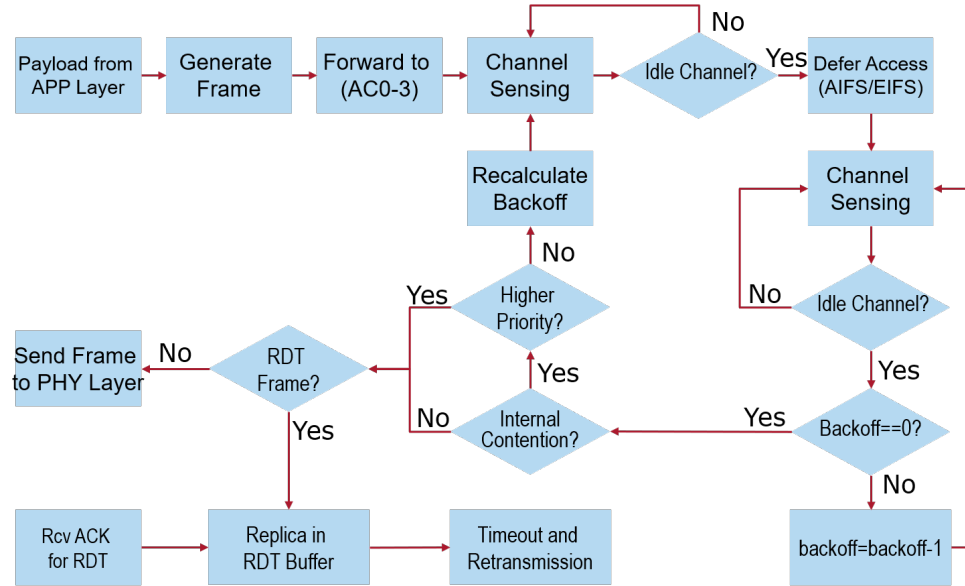 No
Payload from
APP Layer
Generate
Frame
Forward to
(AC0-3)
Channel
Sensing
Idle Channel?
Yes
Defer Access
(AIFS/EIFS)
Recalculate
Backoff
Channel
Sensing
No
Higher
Priority?
Yes
No
Idle Channel?
Send Frame
to PHY Layer
No
RDT
Frame?
Yes
Yes
Yes
No
Internal
Contention?
Yes
Backoff==0?
No
Rcv ACK
for RDT
Replica in
RDT Buffer
Timeout and
Retransmission
backoff=backoff-1